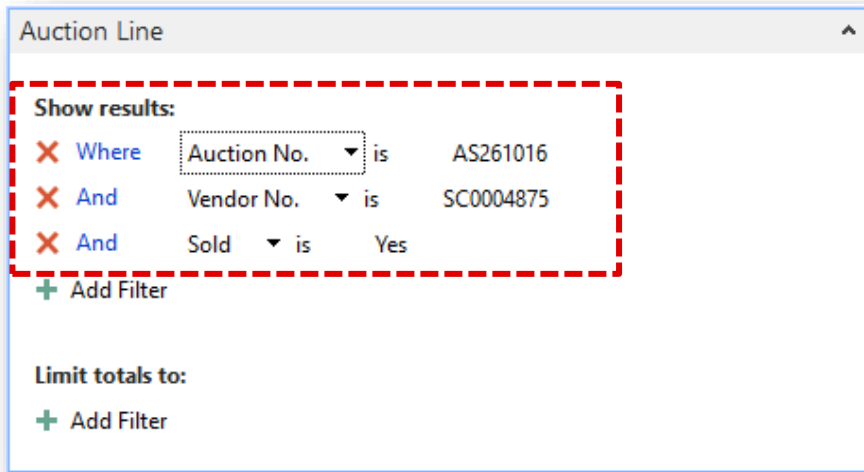 Auction Line
Show results:
Where Auction No. is AS261016
And Vendor No. is SC0004875
And Sold is Yes
Add Filter
Limit totals to:
Add Filter